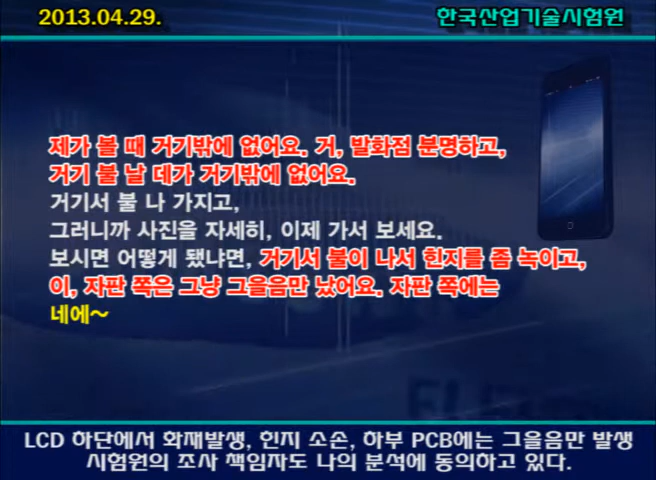 2013.04.29.
한국산업기술시험원
제가 볼 때 거기밖에 없어요. 거, 발화점 분명하고,
거기 불 날 데가 거기밖에 없어요.
거기서 불 나 가지고,
그러니까 사진을 자세히, 이제 가서 보세요.
보시면 어떻게 됐냐면, 거기서 불이 나서 힌지를 좀 녹이고,
이, 자판 쪽은 그냥 그을음만 났어요. 자판 쪽에는
네에~
LCD 하단에서 화재발생, 힌지 소손, 하부 PCB에는 그을음만 발생
시험원의 조사 책임자도 나의 분석에 동의하고 있다.